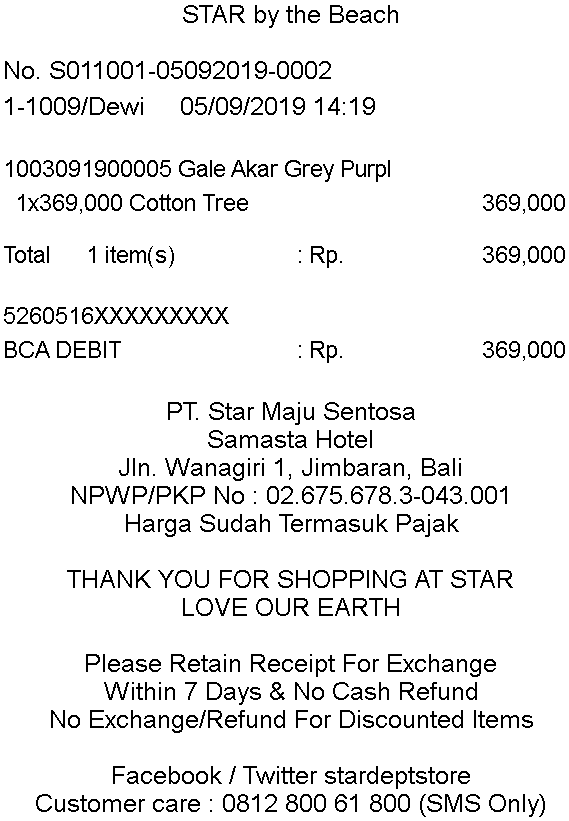 STAR by the Beach
No. S011001-05092019-0002
1-1009/Dewi 05/09/2019 14:19
1003091900005 Gale Akar Grey Purpl
1x369,000 Cotton Tree 369,000
Total 1 item(s) : Rp. 369,000
5260516XXXXXXXXX
BCA DEBIT : Rp. 369,000
PT. Star Maju Sentosa
Samasta Hotel
Jln. Wanagiri 1, Jimbaran, Bali
NPWP/PKP No : 02.675.678.3-043.001
Harga Sudah Termasuk Pajak
THANK YOU FOR SHOPPING AT STAR
LOVE OUR EARTH
Please Retain Receipt For Exchange
Within 7 Days & No Cash Refund
No Exchange/Refund For Discounted Items
Facebook / Twitter stardeptstore
Customer care : 0812 800 61 800 (SMS Only)